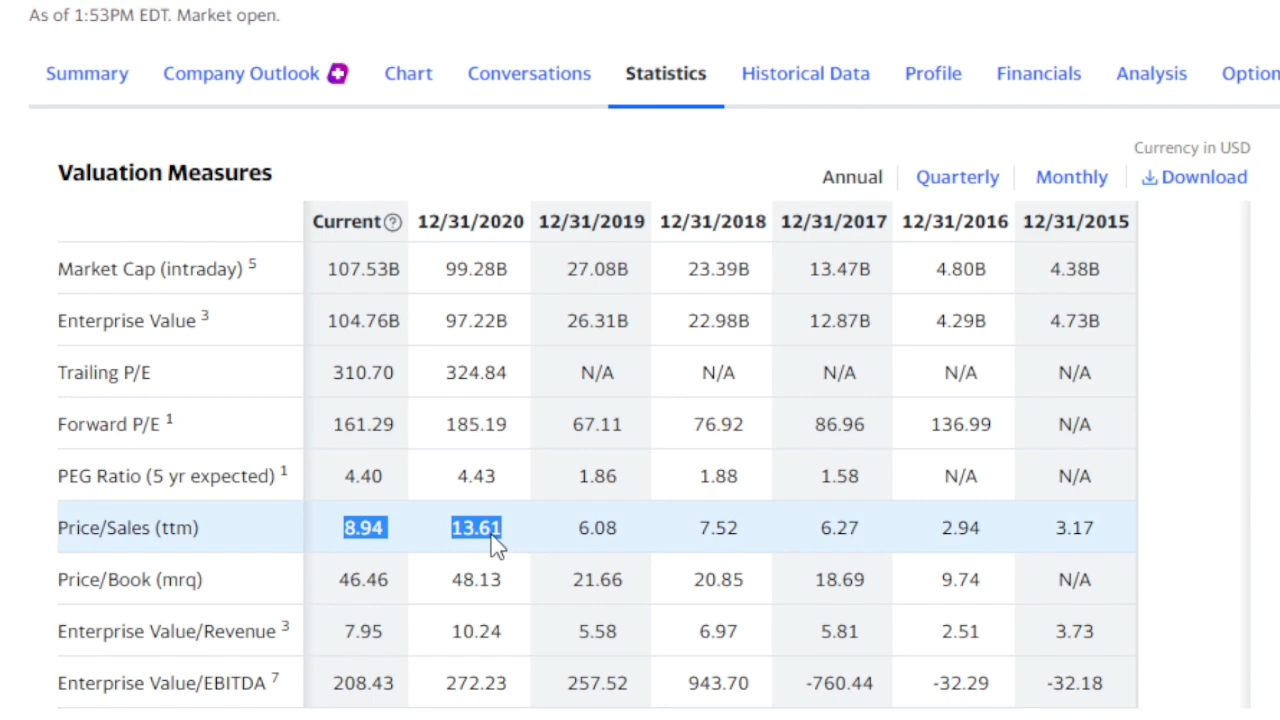 As of 1:53PM EDT. Market open.
Summary Company Outlook Chart Conversations Statistics Historical Data Profile Financials Analysis Option
Currency in USD
Valuation Measures
Annual Quarterly Monthly Download
Current ? 12/31/2020 12/31/2019 12/31/2018 12/31/2017 12/31/2016 12/31/2015
Market Cap (intraday) 5 107.53B 99.28B 27.08B 23.39B 13.47B 4.80B 4.38B
Enterprise Value 3 104.76B 97.22B 26.31B 22.98B 12.87B 4.29B 4.73B
Trailing P/E 310.70 324.84 N/A N/A N/A N/A N/A
Forward P/E 1 161.29 185.19 67.11 76.92 86.96 136.99 N/A
PEG Ratio (5 yr expected) 1 4.40 4.43 1.86 1.88 1.58 N/A N/A
Price/Sales (ttm) 8.94 13.61 6.08 7.52 6.27 2.94 3.17
Price/Book (mrq) 46.46 48.13 21.66 20.85 18.69 9.74 N/A
Enterprise Value/Revenue 3 7.95 10.24 5.58 6.97 5.81 2.51 3.73
Enterprise Value/EBITDA 7 208.43 272.23 257.52 943.70 -760.44 -32.29 -32.18